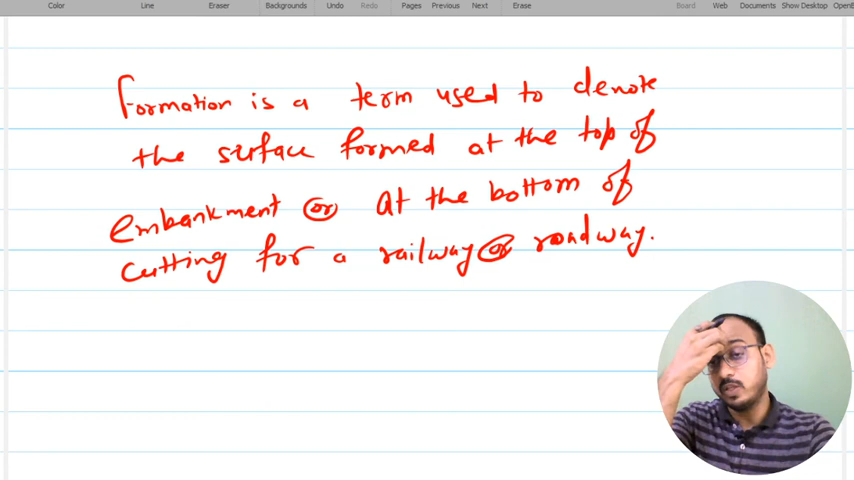 Color Line Eraser Backgrounds Undo Redo Pages Previous Next Erase Board Web Documents Show Desktop OpenB
Formation is a term used to denote
the surface formed at the top of
embankment or at the bottom of
cutting for a railway or roadway.